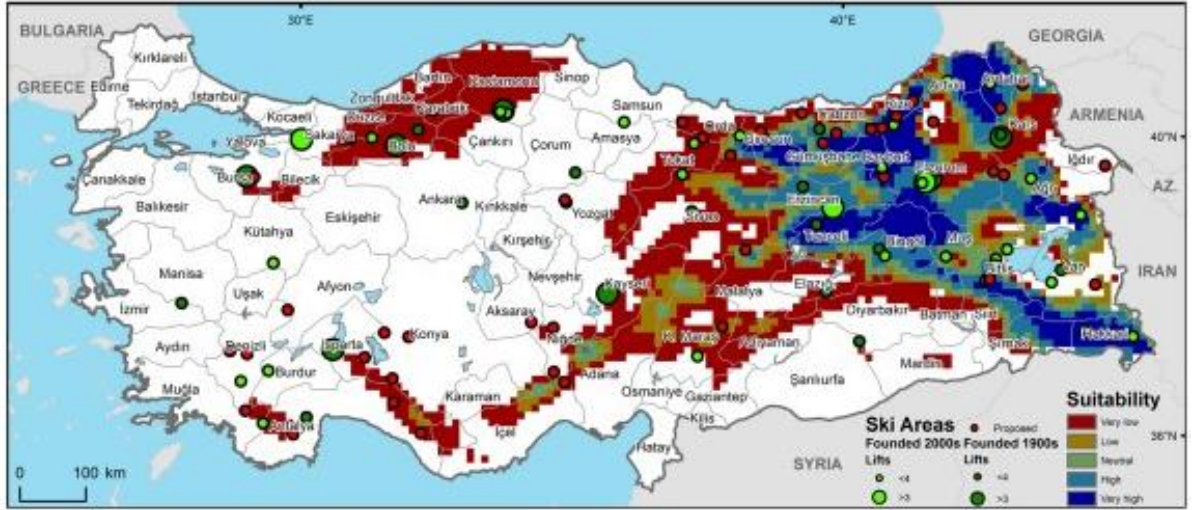 30°E 40°E
BULGARIA
GEORGIA
Kırklareli
GREECE Edirne
Tekirdağ
Istanbul
Kocaeli
Zonguldak
Bartın
Kastamonu
Karabük
Sinop
Samsun
Ordu
Giresun
Trabzon
Rize
Artvin
Ardahan
ARMENIA
Kars
40°N 
Yalova
Sakarya
Düzce
Bolu
Çankırı
Çorum
Amasya
Tokat
Gümüşhane
Bayburt
Erzurum
Iğdır
Ağrı
AZ.
Çanakkale
Bursa
Bilecik
Balıkesir
Eskişehir
Ankara
Kırıkkale
Yozgat
Sivas
Erzincan
Kütahya
Kırşehir
Tunceli
Bingöl
Muş
Manisa
Uşak
Afyon
Nevşehir
Kayseri
Malatya
Elazığ
Bitlis
Van
IRAN
İzmir
Aksaray
Konya
Niğde
Diyarbakır
Batman
Siirt
Hakkari
Aydın
Denizli
Isparta
Burdur
K. Maraş
Adıyaman
Mardin
Şırnak
Muğla
Antalya
Karaman
Adana
Osmaniye
Gaziantep
Şanlıurfa
Kilis
İçel
Hatay
SYRIA
36°N
0 100 km
Ski Areas
Proposed
Founded 2000s
Founded 1900s
Lifts
Lifts
<4
<4
>3
>3
Suitability
Very low
Low
Neutral
High
Very high